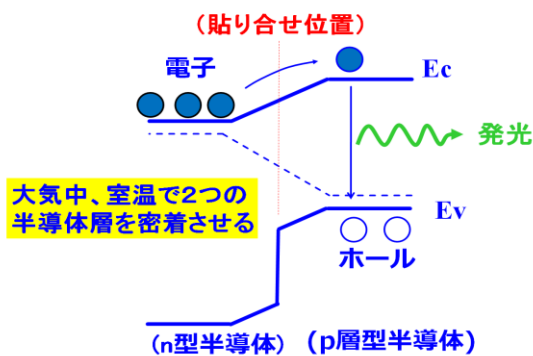 (貼り合せ位置)
電子
Ec
発光
大気中、室温で2つの
半導体層を密着させる
Ev
ホール
(n型半導体)
(p層型半導体)